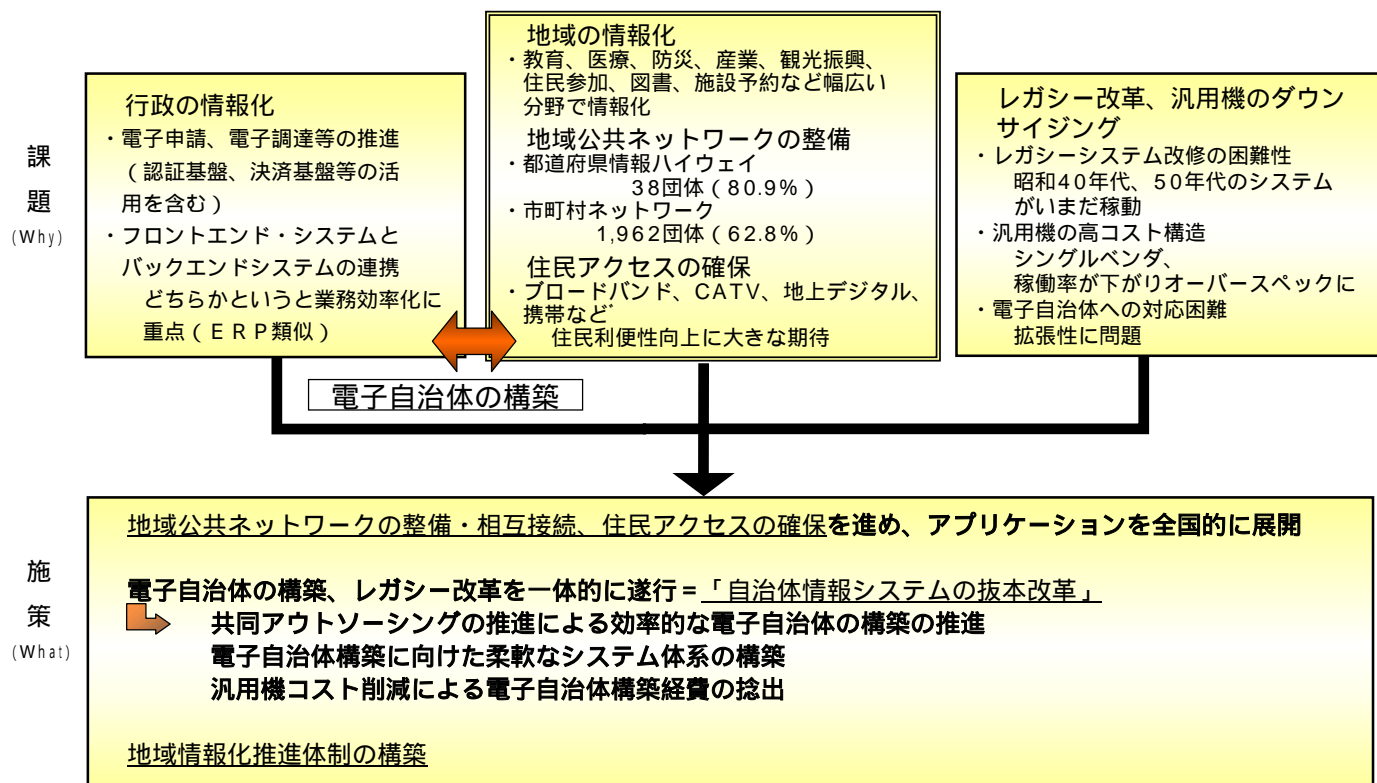 課
題
(Why)
行政の情報化
・電子申請、電子調達等の推進
（認証基盤、決済基盤等の活
用を含む）
・フロントエンド・システムと
バックエンドシステムの連携
どちらかというと業務効率化に
重点（ＥＲＰ類似）
地域の情報化
・教育、医療、防災、産業、観光振興、
住民参加、図書、施設予約など幅広い
分野で情報化
地域公共ネットワークの整備
・都道府県情報ハイウェイ
38団体（80.9%）
・市町村ネットワーク
1,962団体（62.8%）
住民アクセスの確保
・ブロードバンド、CATV、地上デジタル、
携帯など
住民利便性向上に大きな期待
レガシー改革、汎用機のダウン
サイジング
・レガシーシステム改修の困難性
昭和40年代、50年代のシステム
がいまだ稼動
・汎用機の高コスト構造
シングルベンダ、
稼働率が下がりオーバースペックに
・電子自治体への対応困難
拡張性に問題
電子自治体の構築
施
策
(What)
地域公共ネットワークの整備・相互接続、住民アクセスの確保を進め、アプリケーションを全国的に展開
電子自治体の構築、レガシー改革を一体的に遂行=「自治体情報システムの抜本改革」
共同アウトソーシングの推進による効率的な電子自治体の構築の推進
電子自治体構築に向けた柔軟なシステム体系の構築
汎用機コスト削減による電子自治体構築経費の捻出
地域情報化推進体制の構築